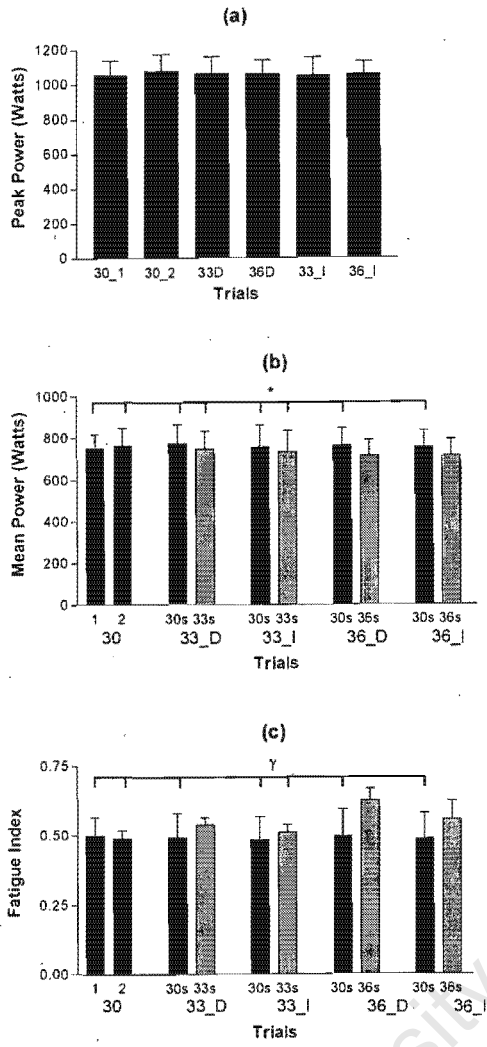 (a)
Peak Power (Watts)
1200
1000
800
600
400
200
0
30_1 30_2 33D 36D 33_I 36_I
Trials
(b)
Mean Power (Watts)
1000
800
600
400
200
0
*
1 2 30s 33s 30s 33s 30s 36s 30s 36s
30 33_D 33_I 36_D 36_I
Trials
(c)
Fatigue Index
0.75
0.50
0.25
0.00
γ
1 2 30s 33s 30s 33s 30s 36s 30s 36s
30 33_D 33_I 36_D 36_I
Trials